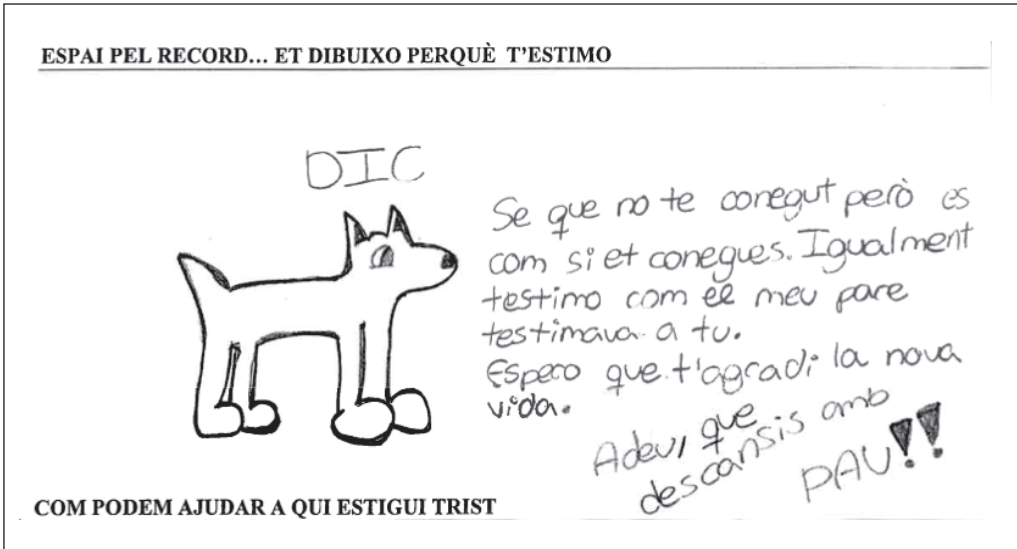 ESPAI PEL RECORD... ET DIBUIXO PERQUÈ T'ESTIMO
DIC
Se que no te conegut però es
com si et conegues. Igualment
testimo com el meu pare
testimava a tu.
Espero que t'agradi la nova
vida.
Adeu, que
descansis amb
PAU!!
COM PODEM AJUDAR A QUI ESTIGUI TRIST